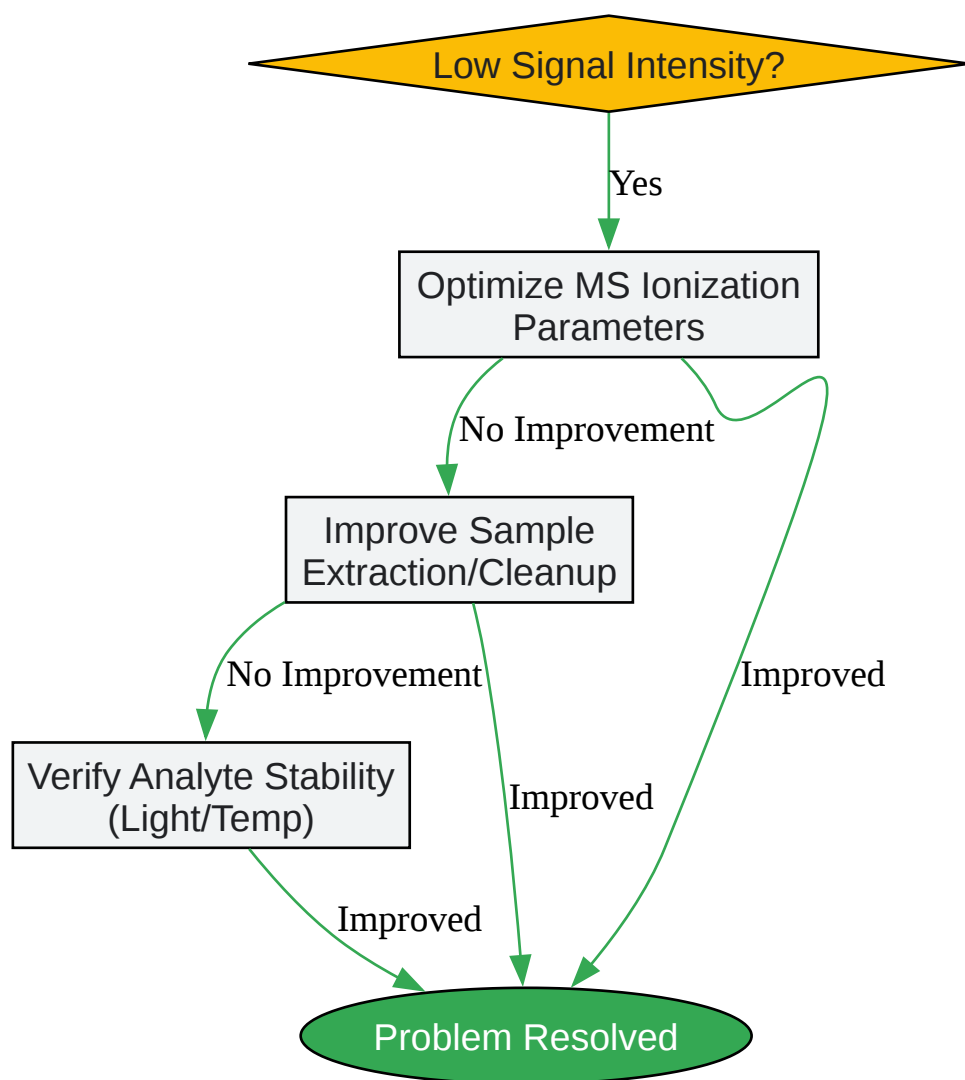 Low Signal Intensity?
Yes
Optimize MS Ionization
Parameters
No Improvement
Improve Sample
Extraction/Cleanup
No Improvement
Improved
Verify Analyte Stability
(Light/Temp)
Improved
Improved
Problem Resolved